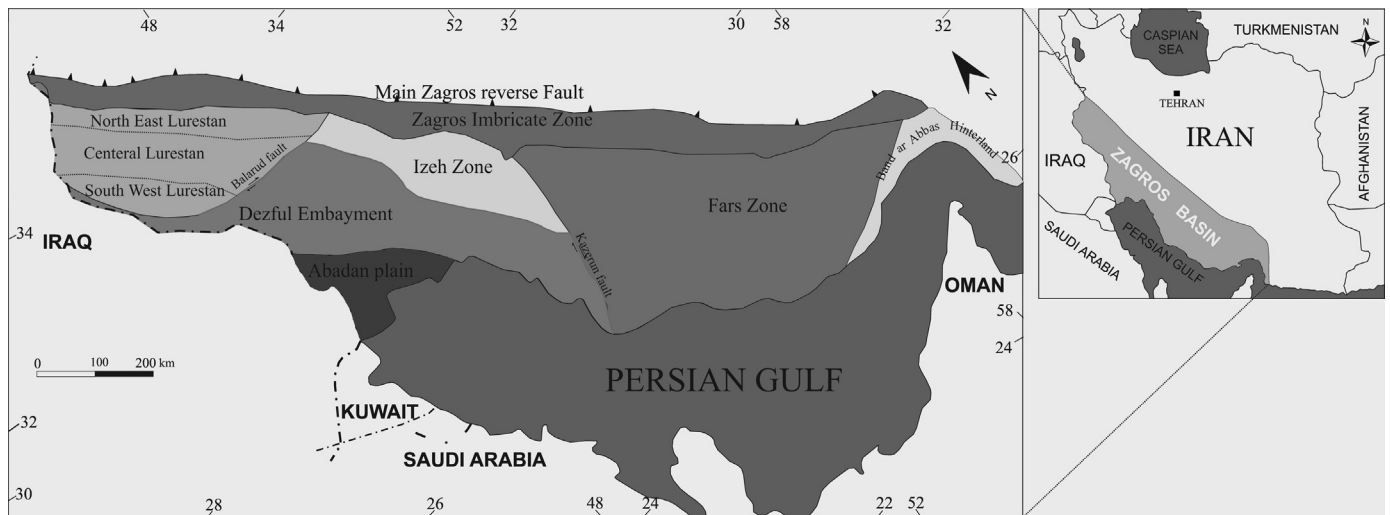 48
34
52
32
30
58
32
N
Main Zagros reverse Fault
Zagros Imbricate Zone
North East Lurestan
Centeral Lurestan
South West Lurestan
Balarud fault
Izeh Zone
Dezful Embayment
Fars Zone
Band ar Abbas Hinterland
26
34
IRAQ
Kazerun fault
Abadan plain
OMAN
58
24
0 100 200 km
PERSIAN GULF
KUWAIT
SAUDI ARABIA
32
30
28
26
48
24
22
52
CASPIAN
SEA
TURKMENISTAN
N
TEHRAN
IRAN
IRAQ
ZAGROS BASIN
AFGHANISTAN
SAUDI ARABIA
PERSIAN GULF